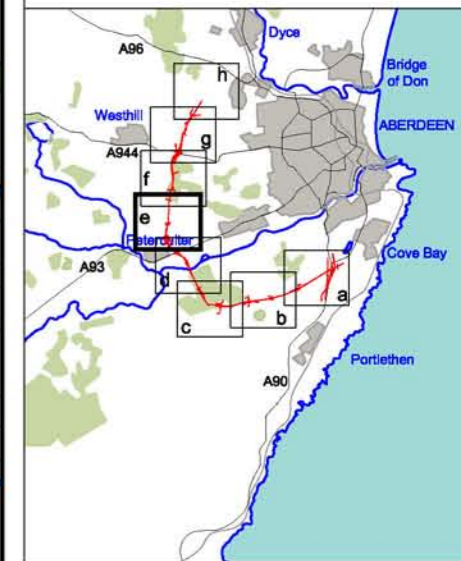 Dyce
A96
Bridge
of Don
h
Westhill
ABERDEEN
g
A944
f
e
Peterculter
Cove Bay
A93
d
a
b
c
Portlethen
A90